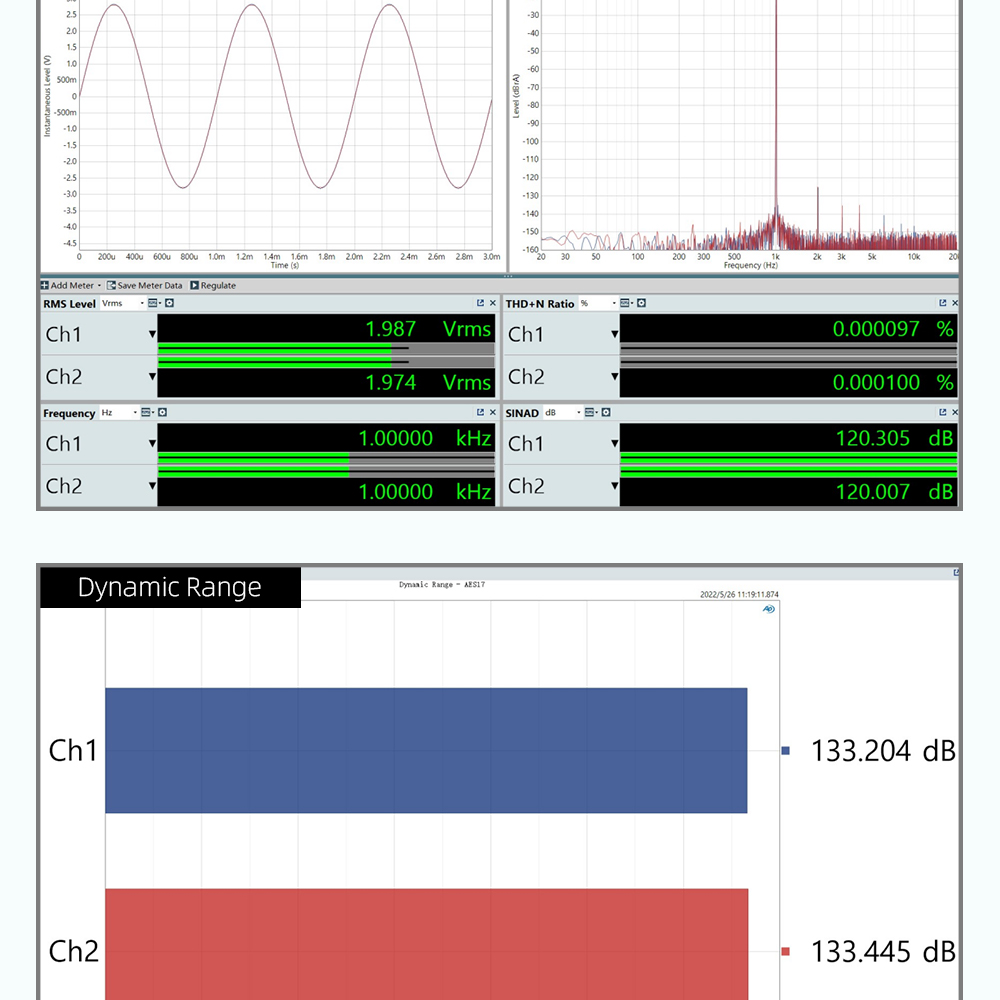 2.5
2.0
1.5
1.0
500m
0
-500m
-1.0
-1.5
-2.0
-2.5
-3.0
-3.5
-4.0
-4.5
Instantaneous Level (V)
0 200u 400u 600u 800u 1.0m 1.2m 1.4m 1.6m 1.8m 2.0m 2.2m 2.4m 2.6m 2.8m 3.0m
Time (s)
-30
-40
-50
-60
-70
-80
-90
-100
-110
-120
-130
-140
-150
-160
Level (dBrA)
20 30 50 100 200 300 500 1k 2k 3k 5k 10k
Frequency (Hz)
Add Meter Save Meter Data Regulate
RMS Level Vrms
Ch1 1.987 Vrms
Ch2 1.974 Vrms
THD+N Ratio %
Ch1 0.000097 %
Ch2 0.000100 %
Frequency Hz
Ch1 1.00000 kHz
Ch2 1.00000 kHz
SINAD dB
Ch1 120.305 dB
Ch2 120.007 dB
Dynamic Range
Dynamic Range - AES17
2022/5/26 11:19:11.874
Ch1 133.204 dB
Ch2 133.445 dB